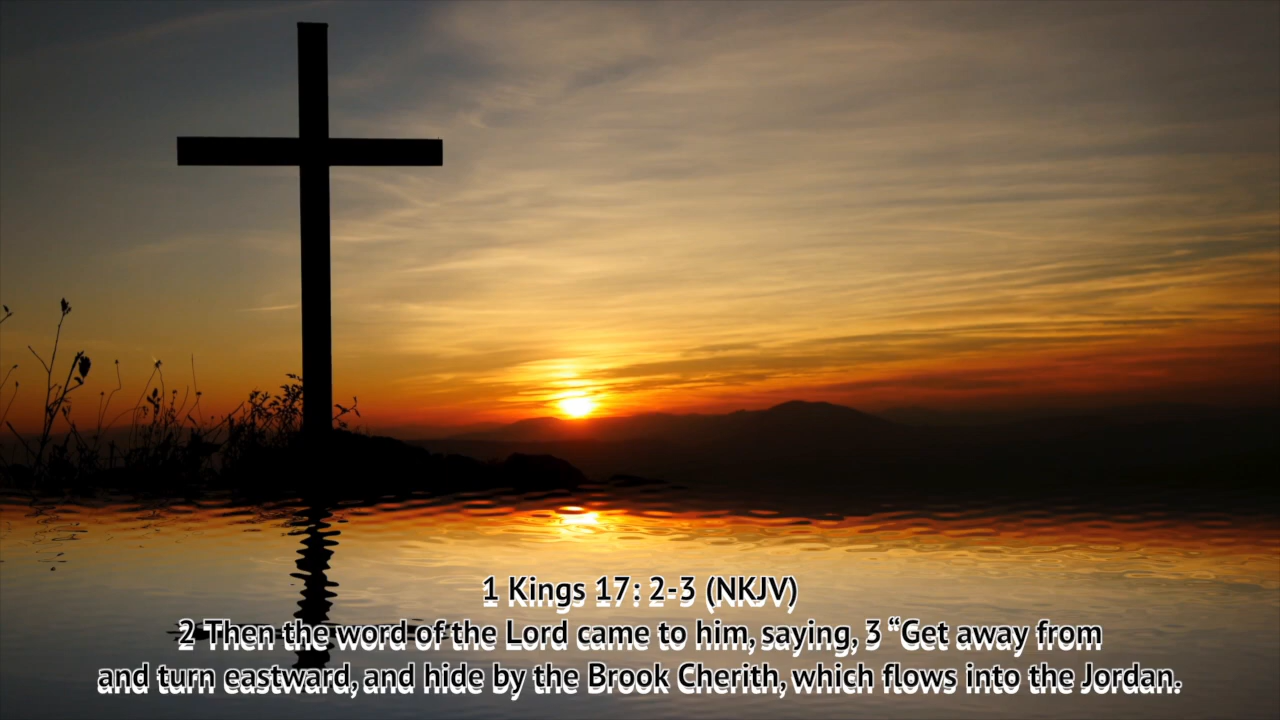 1 Kings 17: 2-3 (NKJV)
2 Then the word of the Lord came to him, saying, 3 “Get away from
and turn eastward, and hide by the Brook Cherith, which flows into the Jordan.